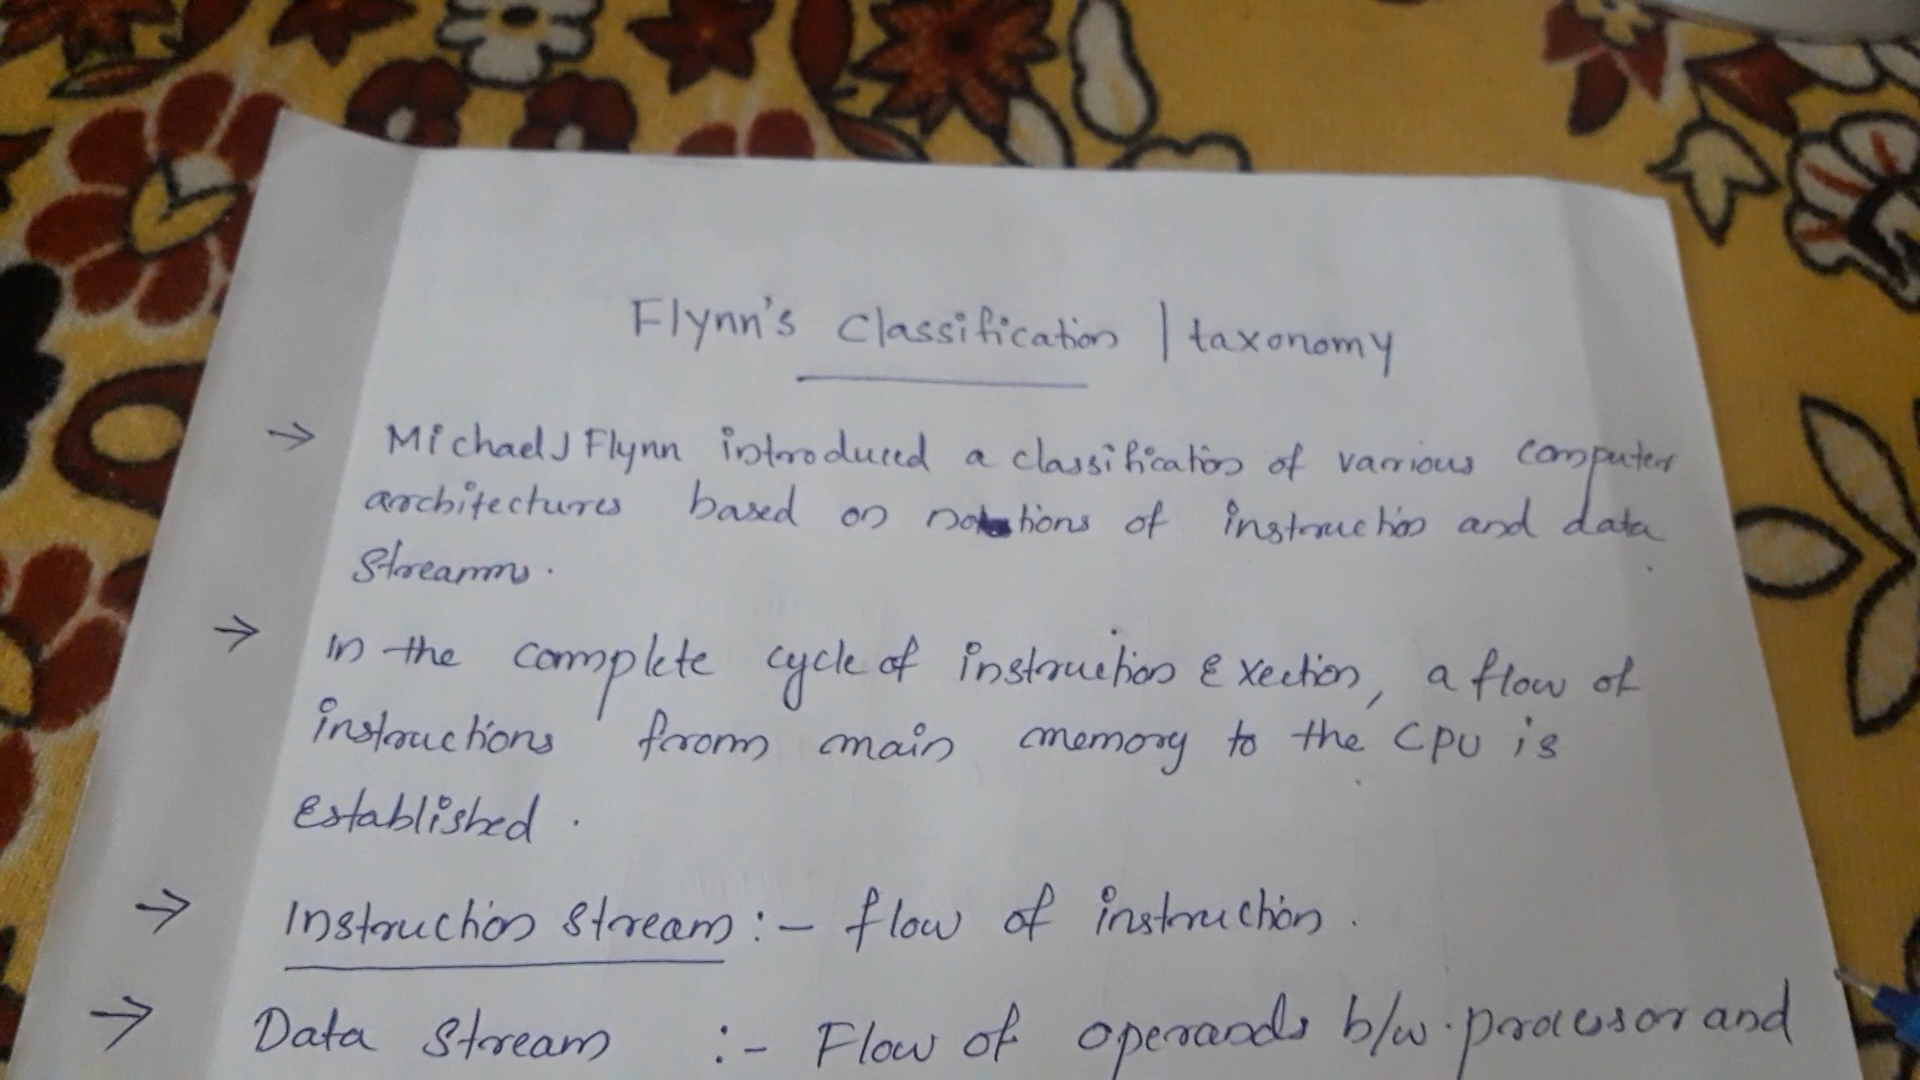 Flynn's classification | taxonomy
→ Michael J Flynn introduced a classification of various computer
architectures based on notations of instruction and data
streams.
→ In the complete cycle of instruction Exection, a flow of
instructions from main memory to the CPU is
established.
→ Instruction stream :- flow of instruction.
→ Data stream :- Flow of operands b/w processor and